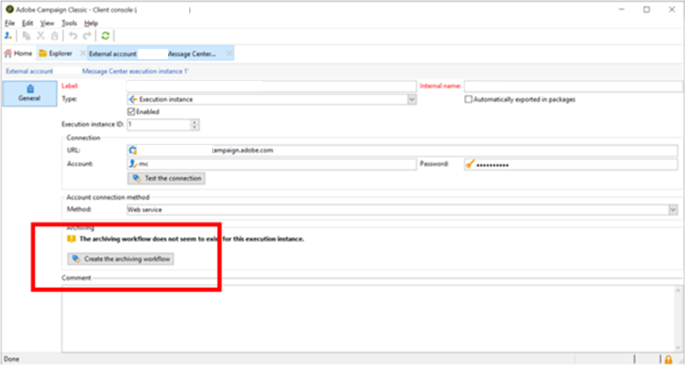 Adobe Campaign Classic - Client console (
File Edit View Tools Help
Home Explorer External account Message Center...
External account Message Center execution instance 1'
General
Label: Internal name:
Type: Execution instance Automatically exported in packages
Enabled
Execution instance ID: 1
Connection
URL: campaign.adobe.com
Account: mc Password: ••••••••••
Test the connection
Account connection method
Method: Web service
Archiving
The archiving workflow does not seem to exist for this execution instance.
Create the archiving workflow
Comment
Done